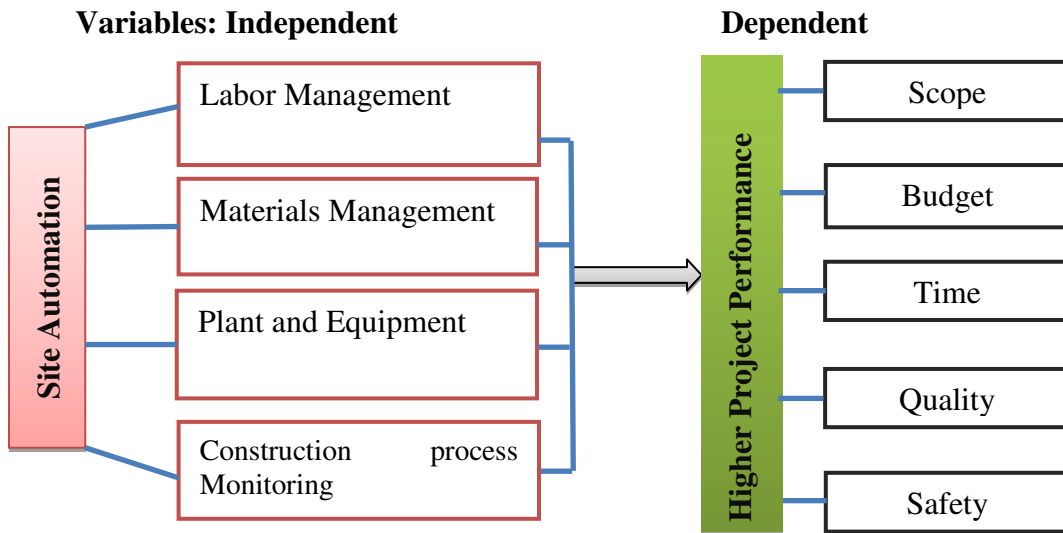 Variables: Independent
Dependent
Site Automation
Labor Management
Materials Management
Plant and Equipment
Construction process
Monitoring
Higher Project Performance
Scope
Budget
Time
Quality
Safety